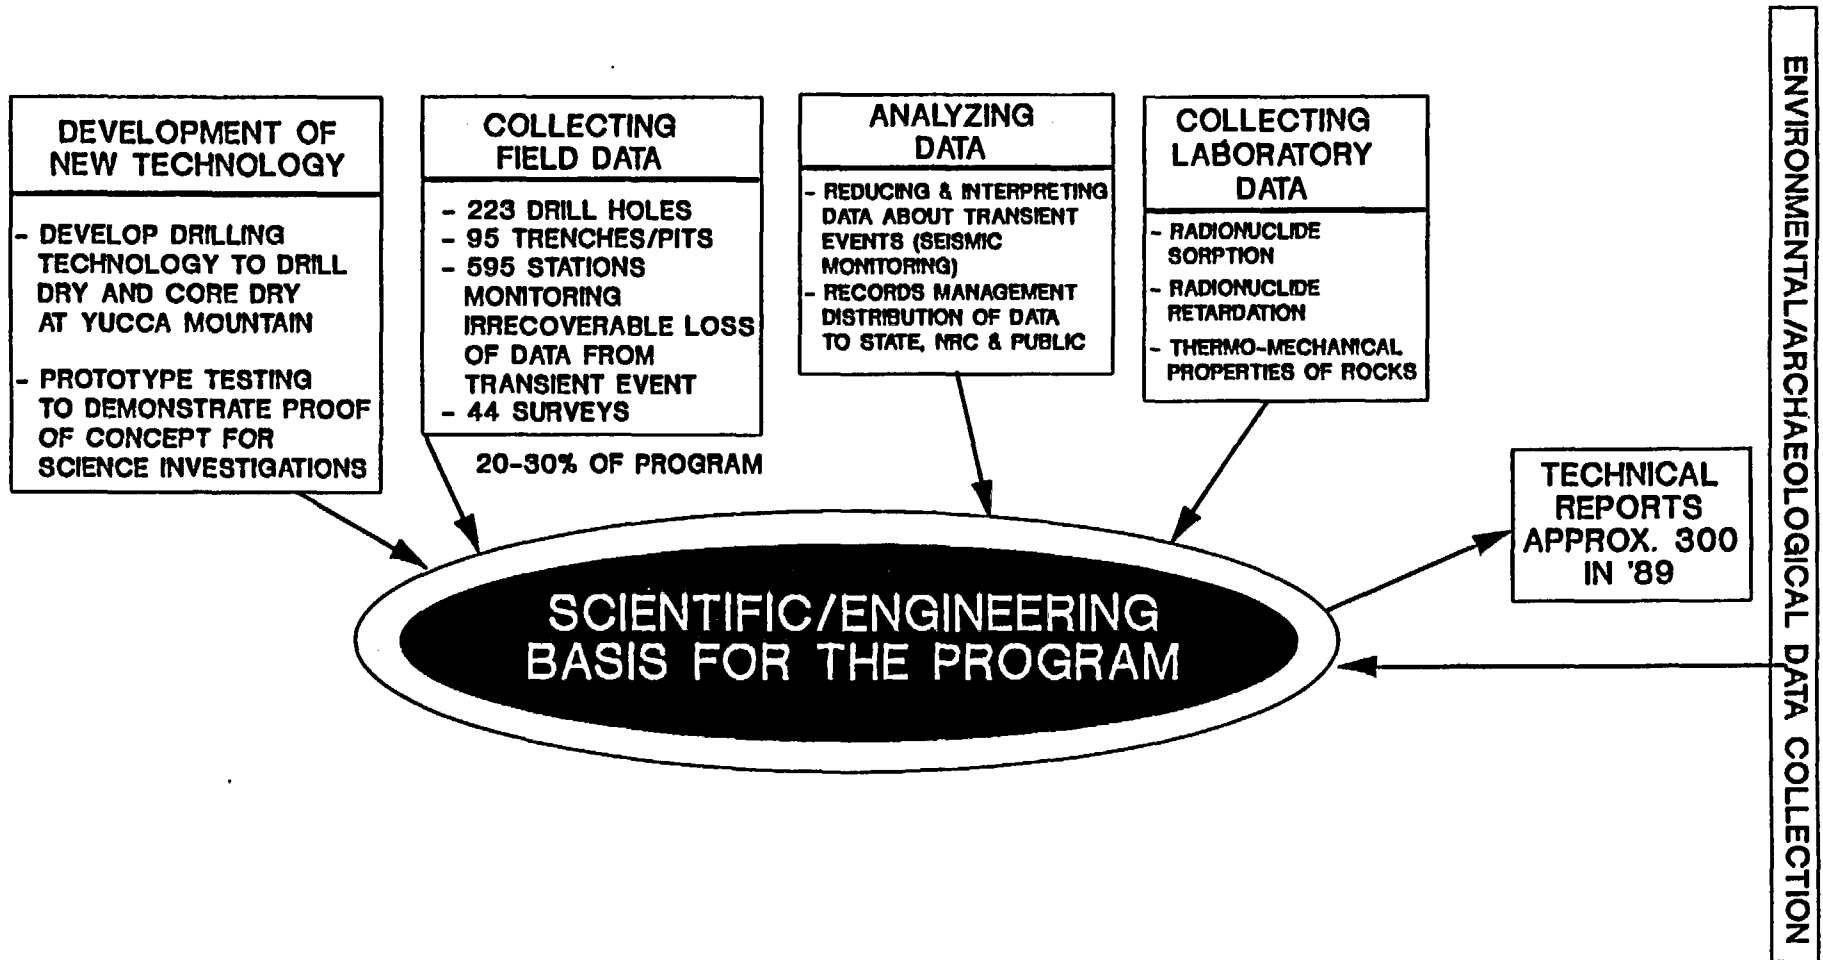 DEVELOPMENT OF
NEW TECHNOLOGY
- DEVELOP DRILLING
TECHNOLOGY TO DRILL
DRY AND CORE DRY
AT YUCCA MOUNTAIN
- PROTOTYPE TESTING
TO DEMONSTRATE PROOF
OF CONCEPT FOR
SCIENCE INVESTIGATIONS
COLLECTING
FIELD DATA
- 223 DRILL HOLES
- 95 TRENCHES/PITS
- 595 STATIONS
MONITORING
IRRECOVERABLE LOSS
OF DATA FROM
TRANSIENT EVENT
- 44 SURVEYS
20-30% OF PROGRAM
ANALYZING
DATA
- REDUCING & INTERPRETING
DATA ABOUT TRANSIENT
EVENTS (SEISMIC
MONITORING)
- RECORDS MANAGEMENT
DISTRIBUTION OF DATA
TO STATE, NRC & PUBLIC
COLLECTING
LABORATORY
DATA
- RADIONUCLIDE
SORPTION
- RADIONUCLIDE
RETARDATION
- THERMO-MECHANICAL
PROPERTIES OF ROCKS
TECHNICAL
REPORTS
APPROX. 300
IN '89
SCIENTIFIC/ENGINEERING
BASIS FOR THE PROGRAM
ENVIRONMENTAL/ARCHAEOLOGICAL DATA COLLECTION